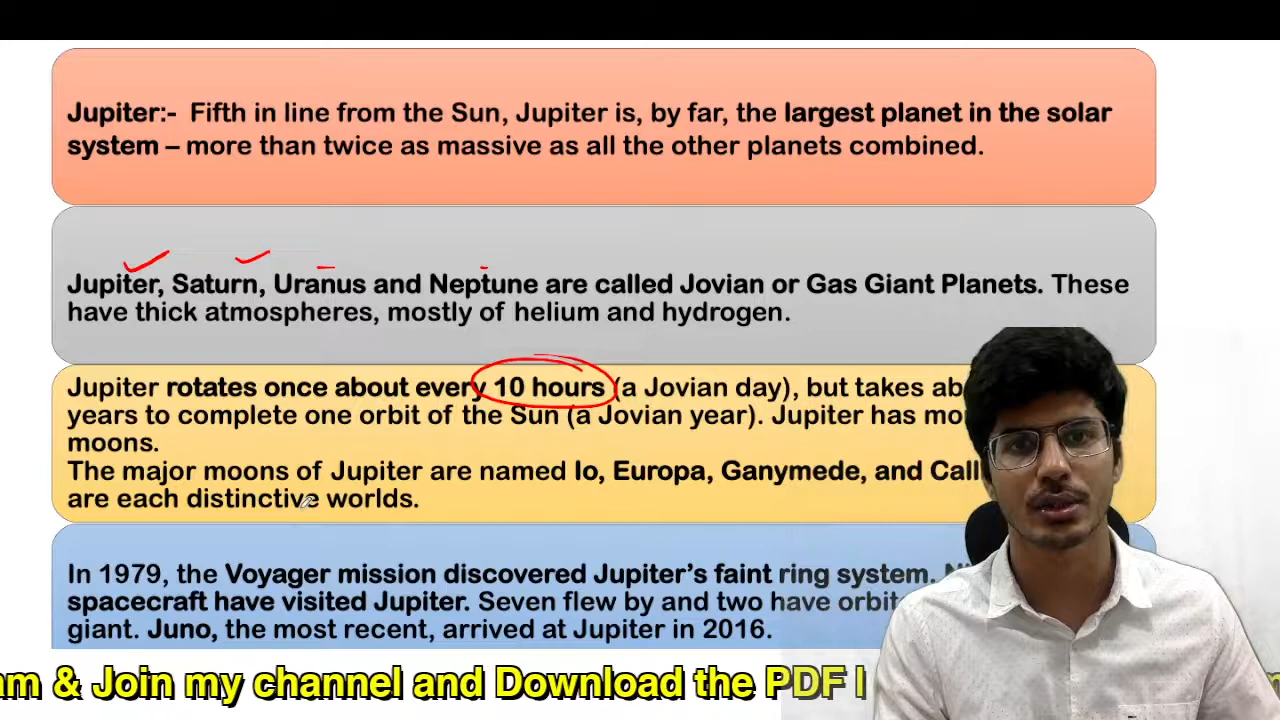 Jupiter:- Fifth in line from the Sun, Jupiter is, by far, the largest planet in the solar
system – more than twice as massive as all the other planets combined.
Jupiter, Saturn, Uranus and Neptune are called Jovian or Gas Giant Planets. These
have thick atmospheres, mostly of helium and hydrogen.
Jupiter rotates once about every 10 hours (a Jovian day), but takes
years to complete one orbit of the Sun (a Jovian year). Jupiter has
moons.
The major moons of Jupiter are named Io, Europa, Ganymede, and
are each distinctive worlds.
In 1979, the Voyager mission discovered Jupiter’s faint ring system.
spacecraft have visited Jupiter. Seven flew by and two have
giant. Juno, the most recent, arrived at Jupiter in 2016.
& Join my channel and Download the PDF